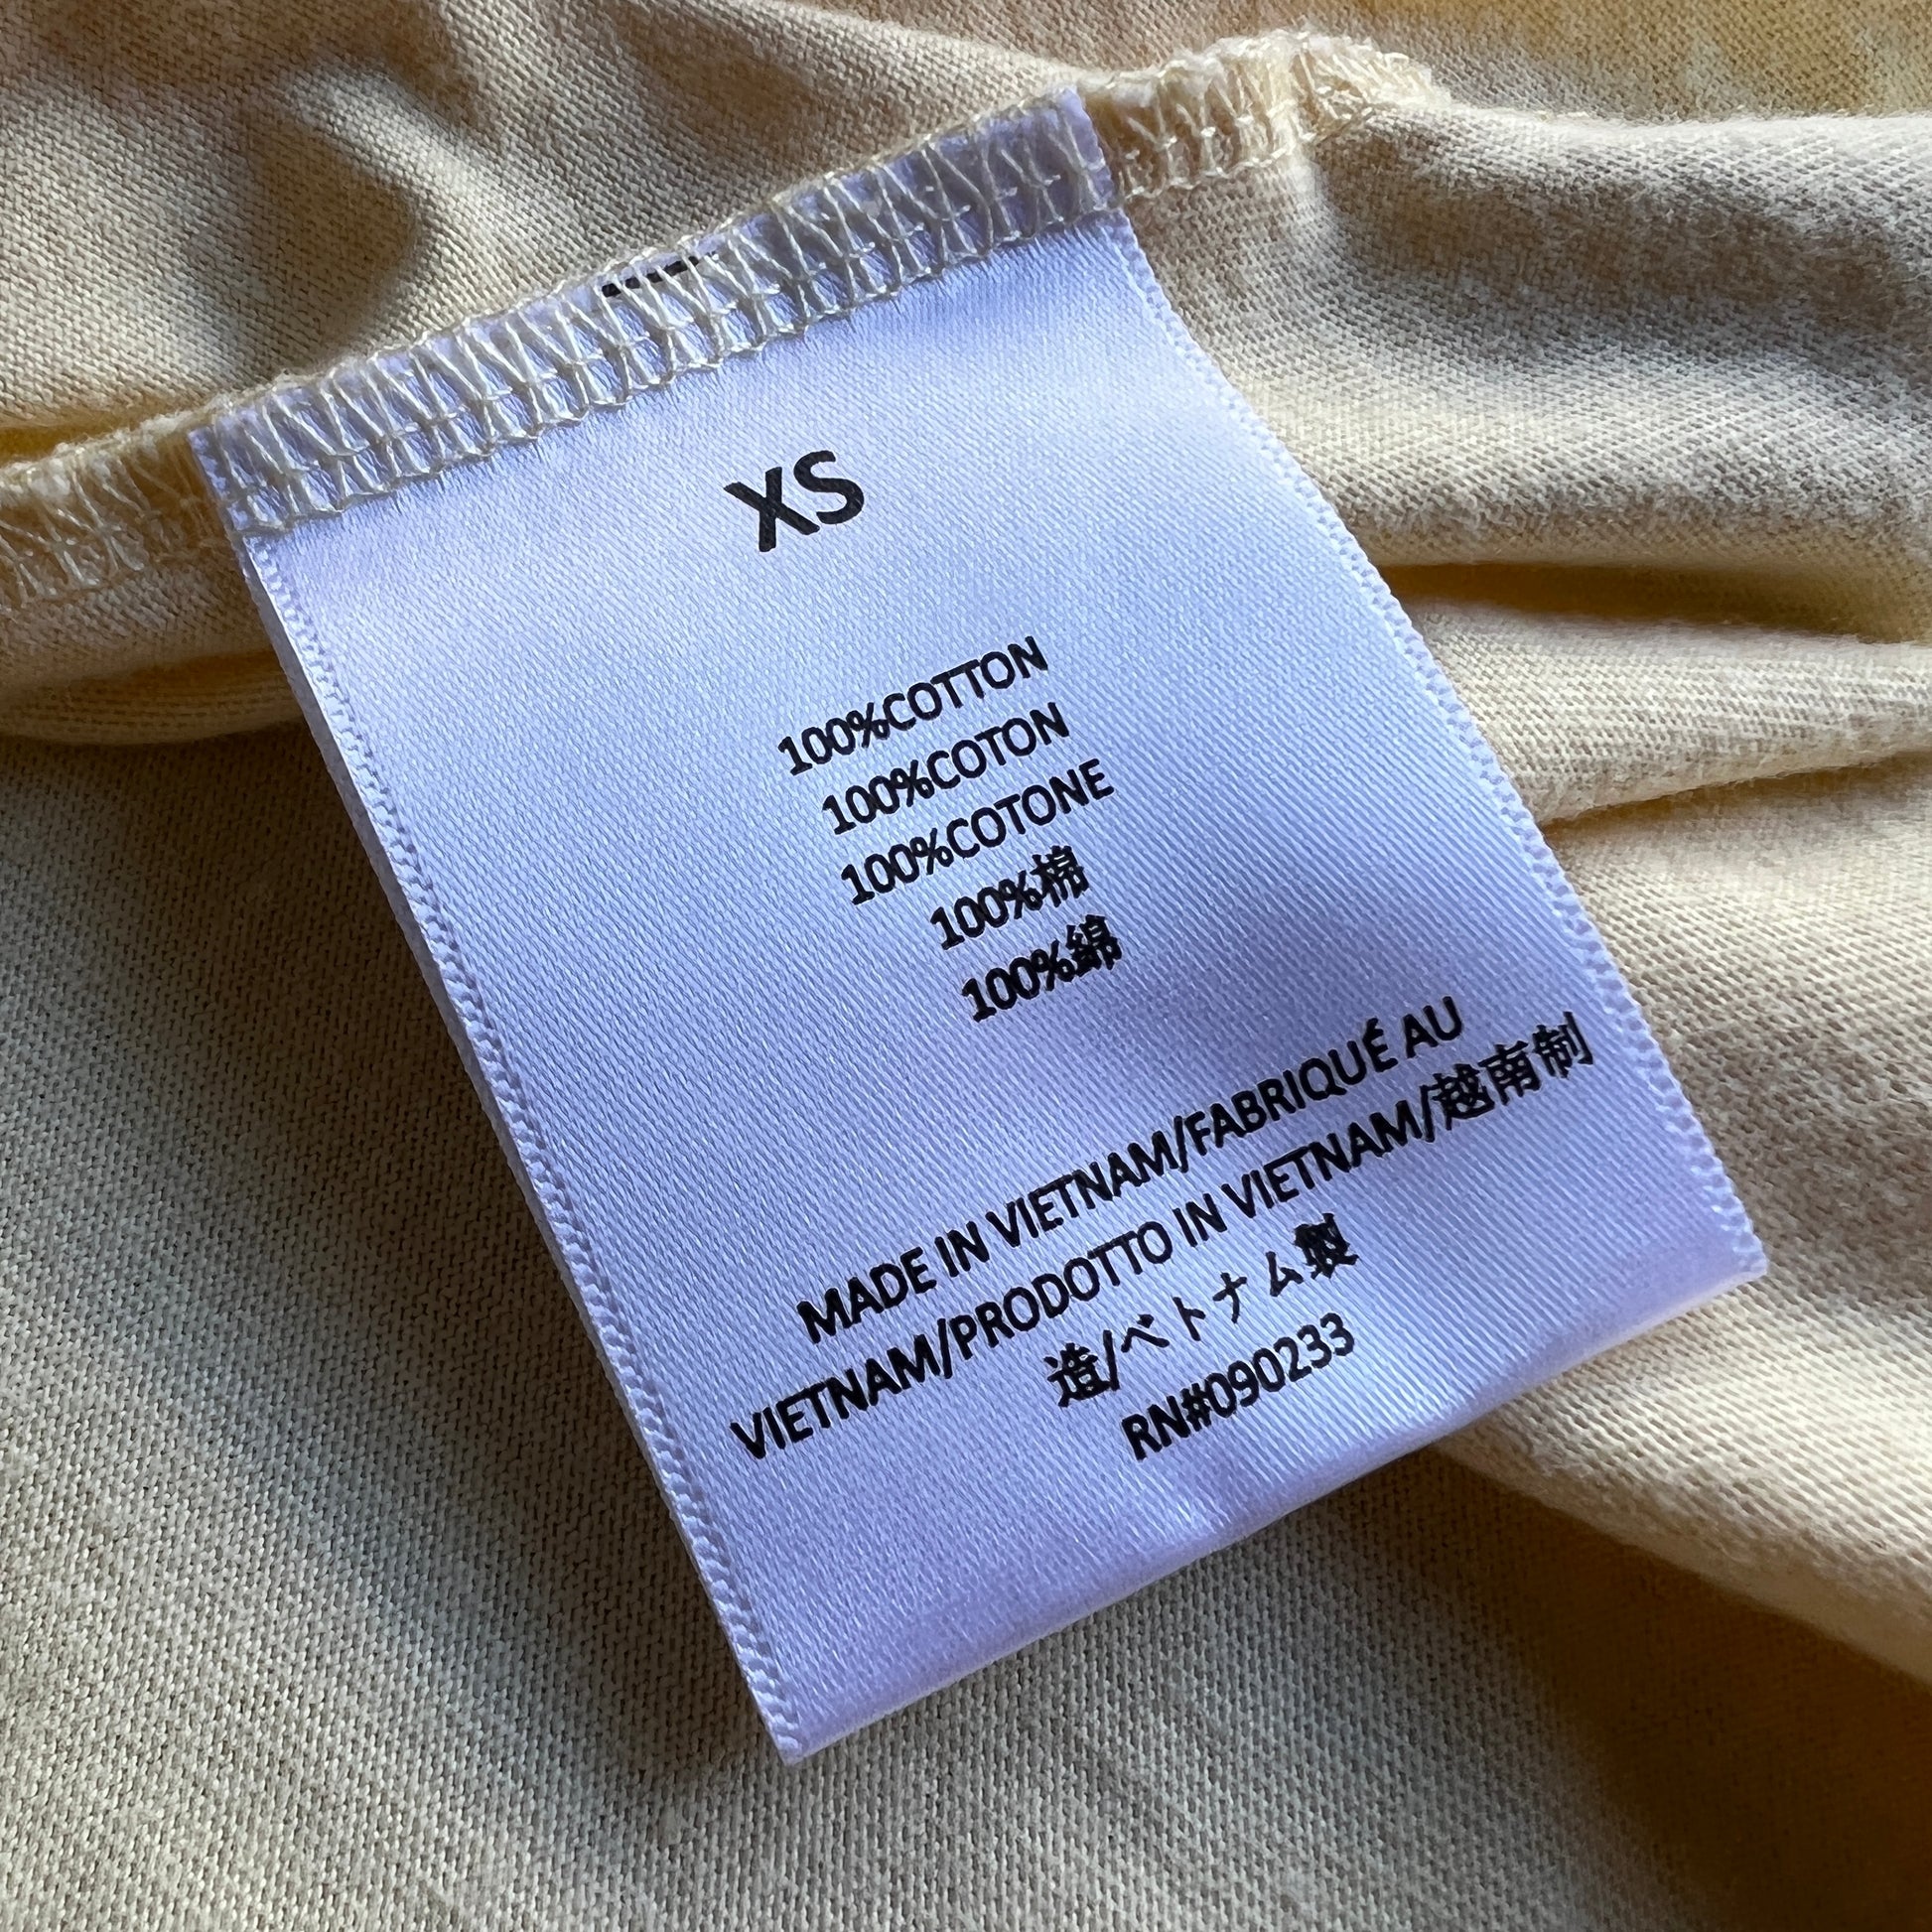 XS
100%COTTON
100%COTON
100%COTONE
100%棉
100%綿
MADE IN VIETNAM/FABRIQUÉ AU
VIETNAM/PRODOTTO IN VIETNAM/越南制
造/ベトナム製
RN#090233